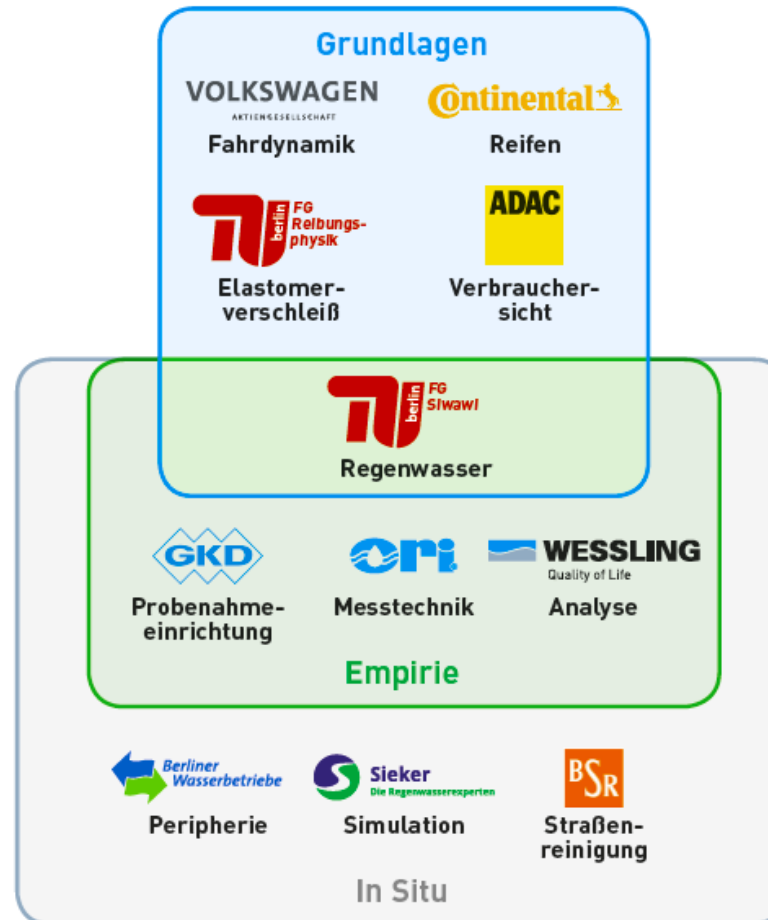 Grundlagen
VOLKSWAGEN
AKTIENGESELLSCHAFT
Fahrdynamik
Continental
Reifen
berlin
FG
Reibungs-
physik
Elastomer-
verschleiß
ADAC
Verbraucher-
sicht
berlin
FG
Siwawi
Regenwasser
GKD
Probenahme-
einrichtung
ori
Messtechnik
WESSLING
Quality of Life
Analyse
Empirie
Berliner
Wasserbetriebe
Peripherie
Sieker
Die Regenwasserexperten
Simulation
BSR
Straßen-
reinigung
In Situ